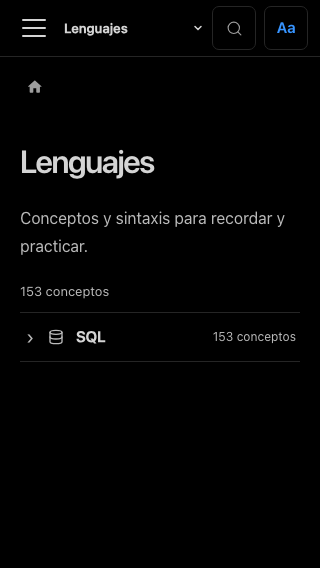 Lenguajes
Aa
Lenguajes
Conceptos y sintaxis para recordar y
practicar.
153 conceptos
SQL 153 conceptos